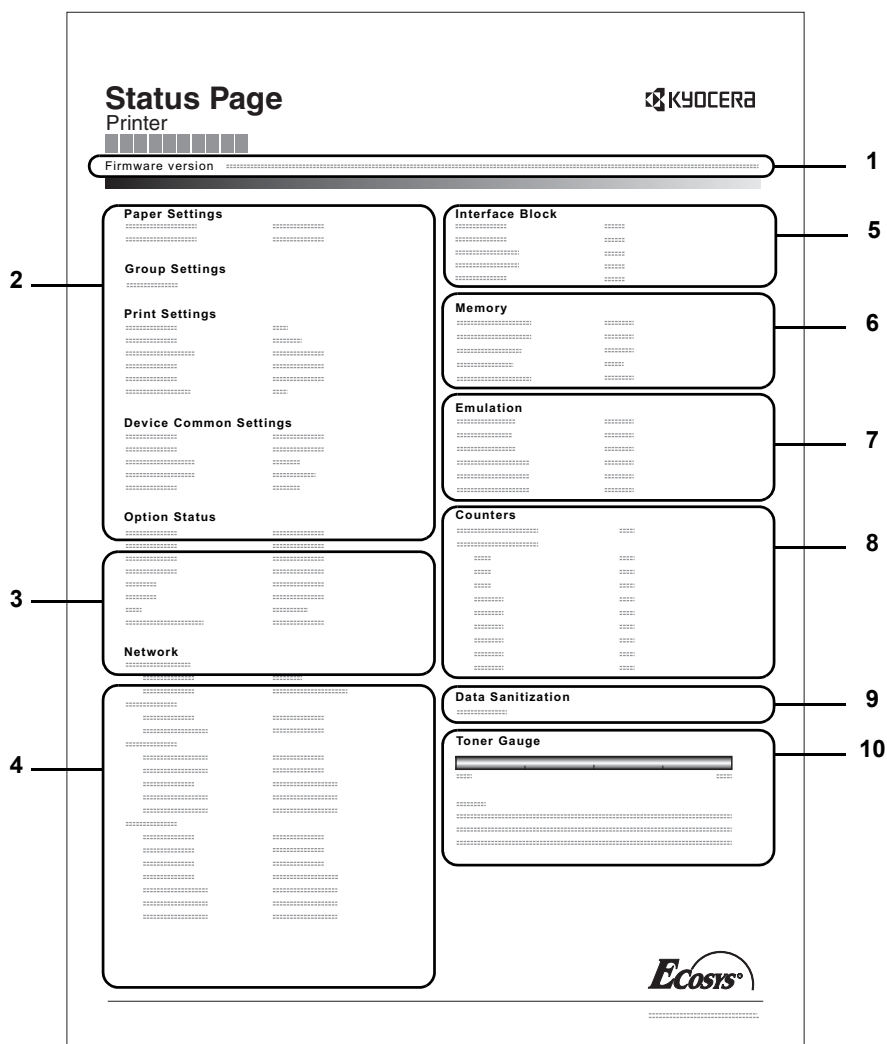 Status Page
KYOCERA
Printer
Firmware version
1
Paper Settings
Group Settings
Print Settings
Device Common Settings
Option Status
2
3
Network
4
Interface Block
5
Memory
6
Emulation
7
Counters
8
Data Sanitization
9
Toner Gauge
10
ECOSYS